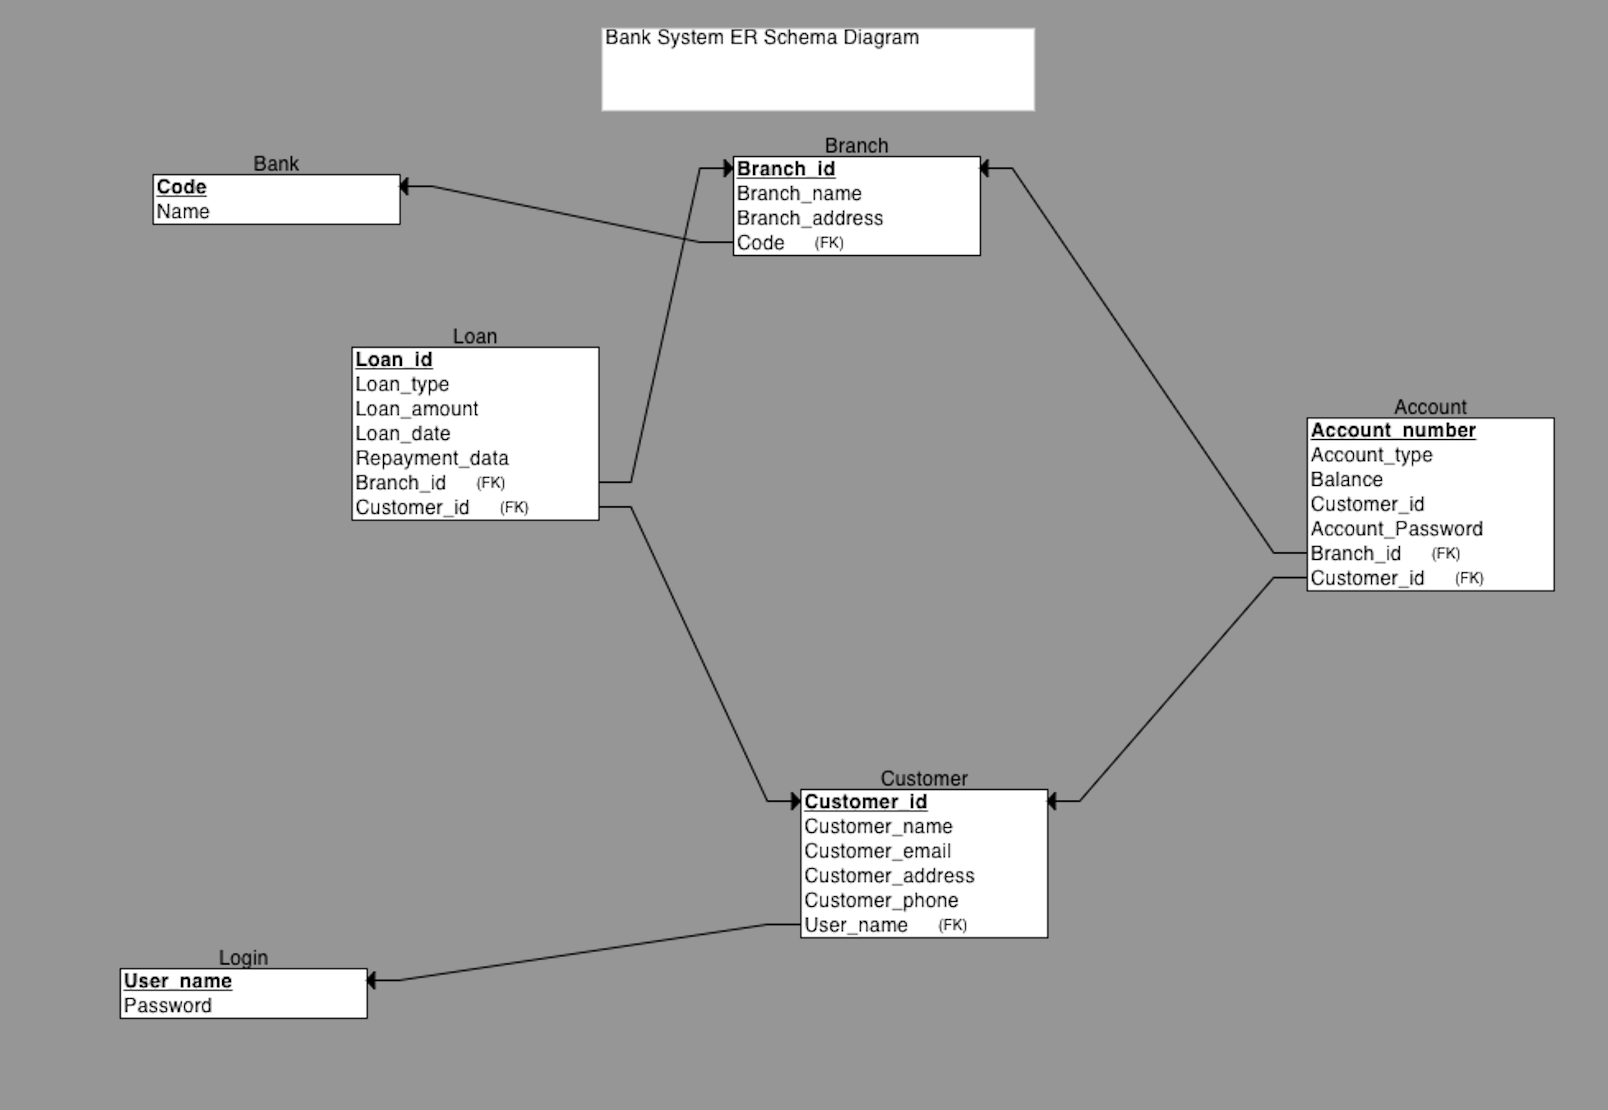 Bank System ER Schema Diagram
Bank
Code
Name
Branch
Branch_id
Branch_name
Branch_address
Code (FK)
Loan
Loan_id
Loan_type
Loan_amount
Loan_date
Repayment_data
Branch_id (FK)
Customer_id (FK)
Account
Account_number
Account_type
Balance
Customer_id
Account_Password
Branch_id (FK)
Customer_id (FK)
Customer
Customer_id
Customer_name
Customer_email
Customer_address
Customer_phone
User_name (FK)
Login
User_name
Password